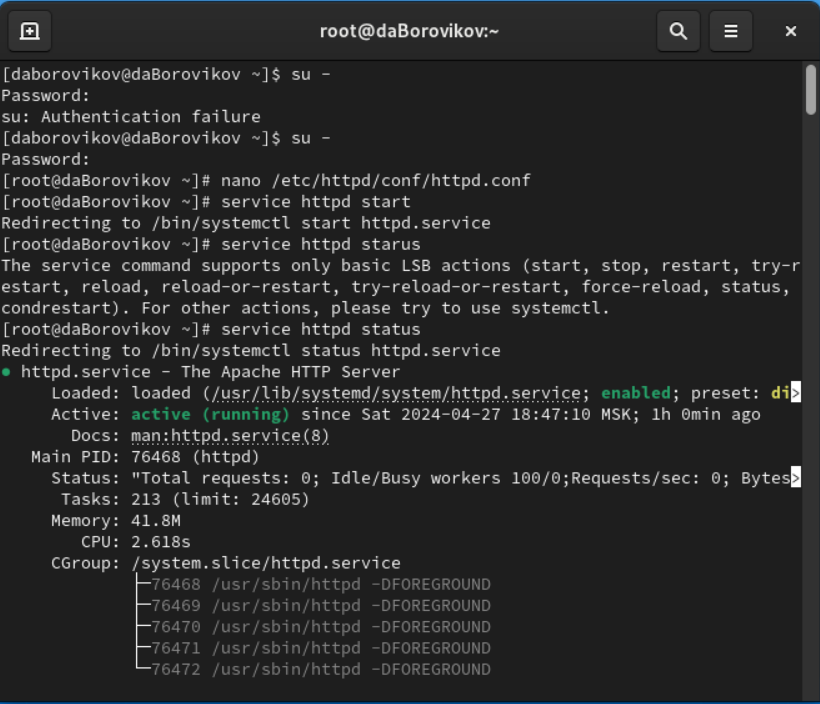 root@daBorovikov:~
[daborovikov@daBorovikov ~]$ su -
Password:
su: Authentication failure
[daborovikov@daBorovikov ~]$ su -
Password:
[root@daBorovikov ~]# nano /etc/httpd/conf/httpd.conf
[root@daBorovikov ~]# service httpd start
Redirecting to /bin/systemctl start httpd.service
[root@daBorovikov ~]# service httpd starus
The service command supports only basic LSB actions (start, stop, restart, try-r
estart, reload, reload-or-restart, try-reload-or-restart, force-reload, status,
condrestart). For other actions, please try to use systemctl.
[root@daBorovikov ~]# service httpd status
Redirecting to /bin/systemctl status httpd.service
● httpd.service - The Apache HTTP Server
     Loaded: loaded (/usr/lib/systemd/system/httpd.service; enabled; preset: di>
     Active: active (running) since Sat 2024-04-27 18:47:10 MSK; 1h 0min ago
       Docs: man:httpd.service(8)
   Main PID: 76468 (httpd)
     Status: "Total requests: 0; Idle/Busy workers 100/0;Requests/sec: 0; Bytes>
      Tasks: 213 (limit: 24605)
     Memory: 41.8M
        CPU: 2.618s
     CGroup: /system.slice/httpd.service
             ├─76468 /usr/sbin/httpd -DFOREGROUND
             ├─76469 /usr/sbin/httpd -DFOREGROUND
             ├─76470 /usr/sbin/httpd -DFOREGROUND
             ├─76471 /usr/sbin/httpd -DFOREGROUND
             └─76472 /usr/sbin/httpd -DFOREGROUND